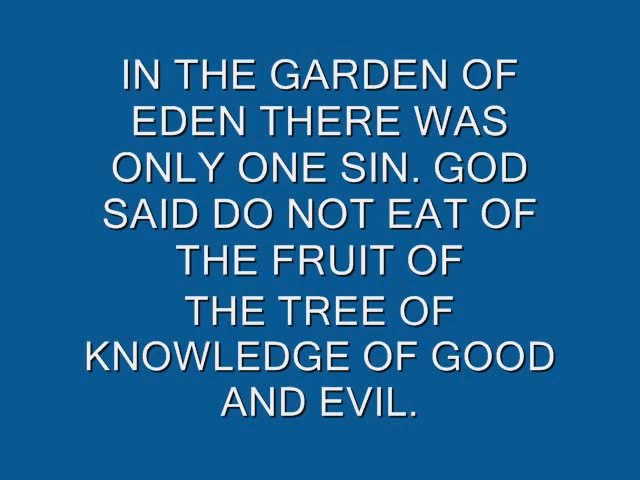 IN THE GARDEN OF
EDEN THERE WAS
ONLY ONE SIN. GOD
SAID DO NOT EAT OF
THE FRUIT OF
THE TREE OF
KNOWLEDGE OF GOOD
AND EVIL.